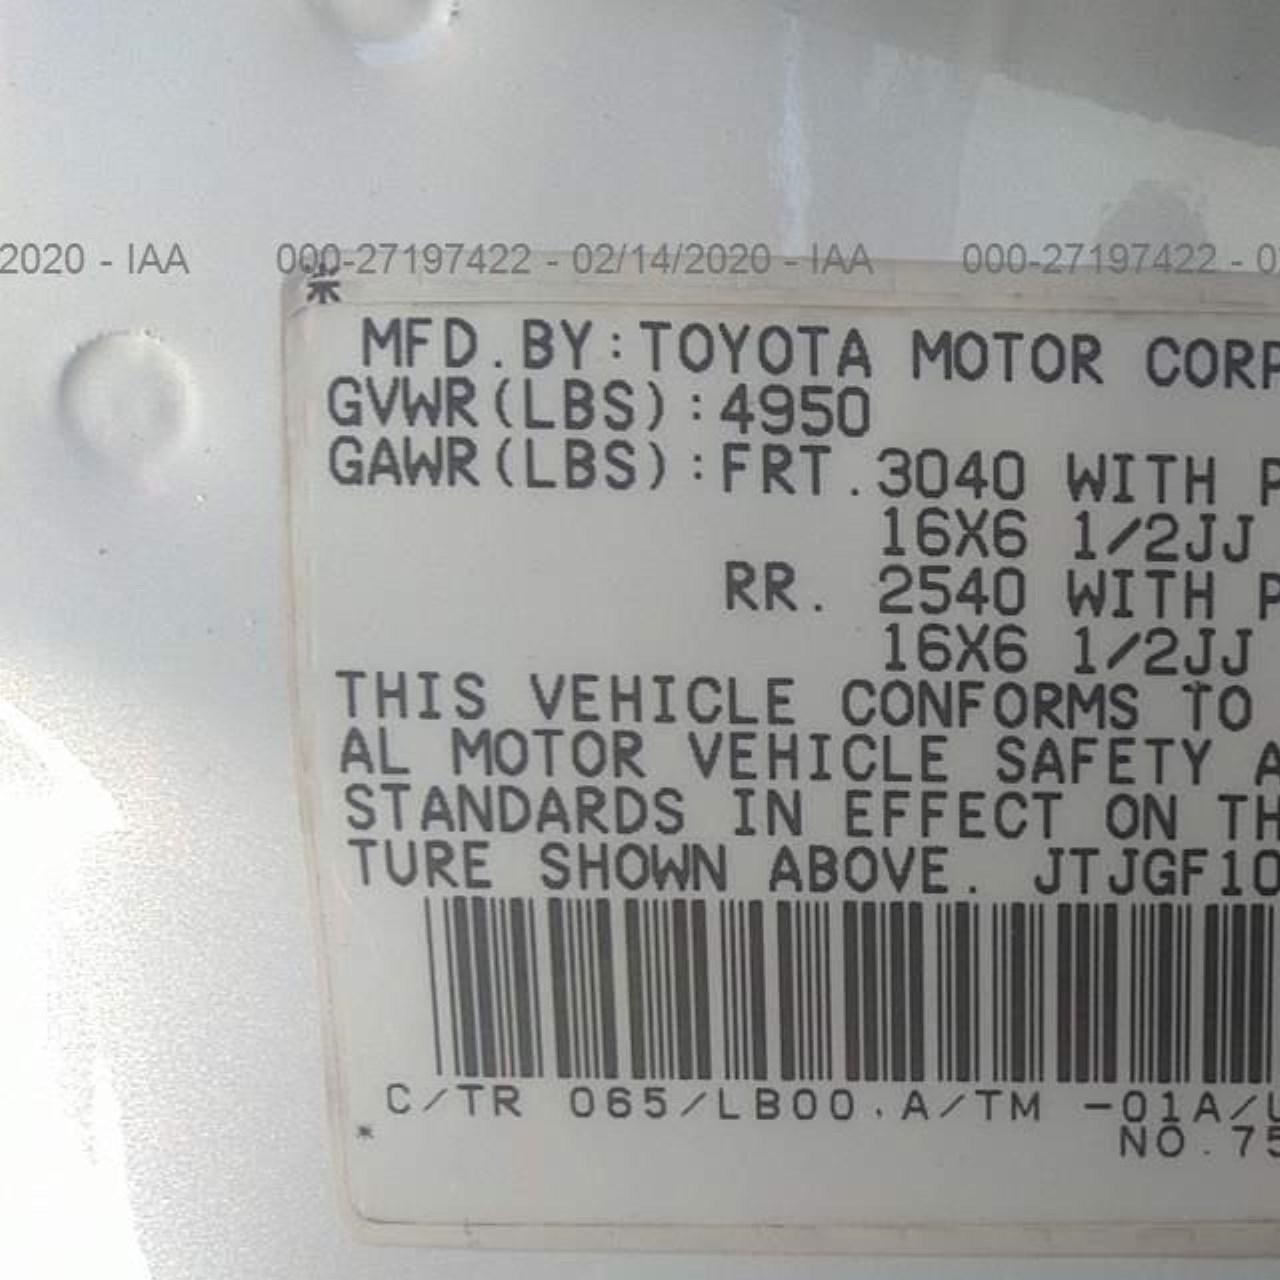 2020 - IAA 000-27197422 - 02/14/2020 - IAA 000-27197422 - 0
*
MFD.BY:TOYOTA MOTOR CORP
GVWR(LBS):4950
GAWR(LBS):FRT.3040 WITH P
16X6 1/2JJ
RR. 2540 WITH P
16X6 1/2JJ
THIS VEHICLE CONFORMS TO
AL MOTOR VEHICLE SAFETY A
STANDARDS IN EFFECT ON TH
TURE SHOWN ABOVE. JTJGF10
C/TR 065/LB00.A/TM -01A/U
* NO.75